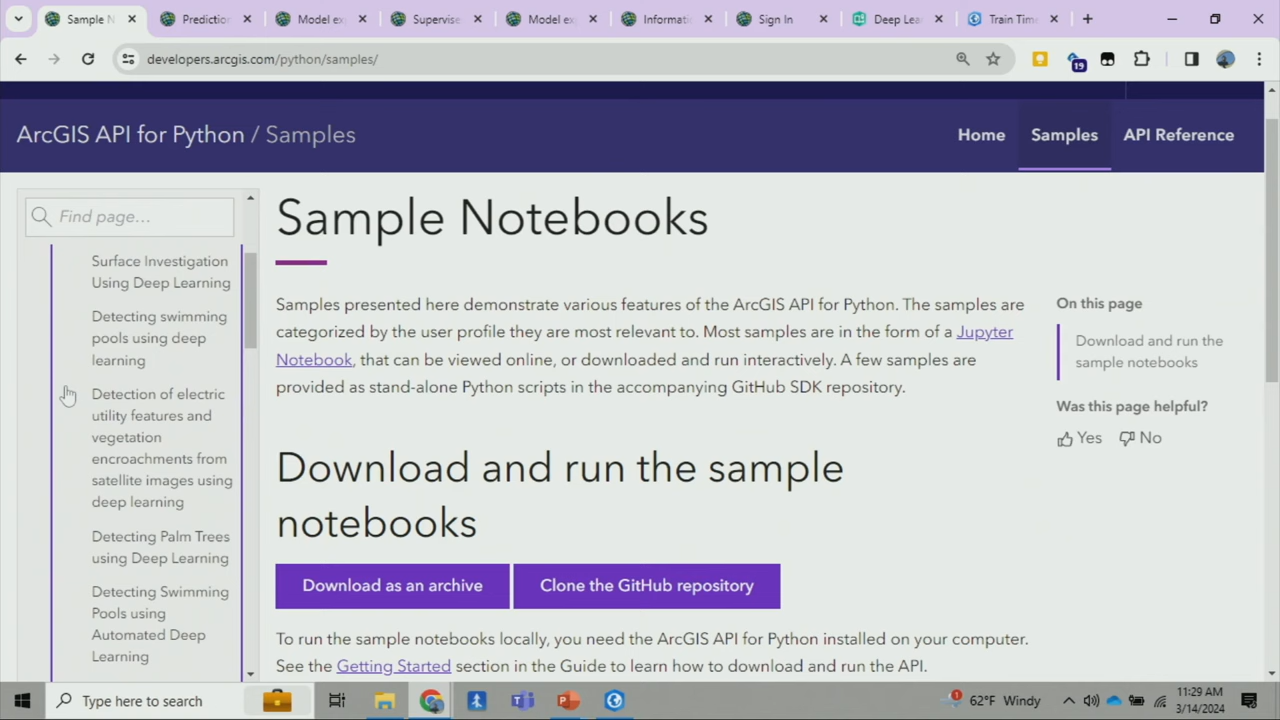 Sample N
Prediction
Model ex
Supervise
Model ex
Informati
Sign In
Deep Lea
Train Time
developers.arcgis.com/python/samples/
19
ArcGIS API for Python / Samples
Home
Samples
API Reference
Find page...
Surface Investigation
Using Deep Learning
Detecting swimming
pools using deep
learning
Detection of electric
utility features and
vegetation
encroachments from
satellite images using
deep learning
Detecting Palm Trees
using Deep Learning
Detecting Swimming
Pools using
Automated Deep
Learning
Sample Notebooks
Samples presented here demonstrate various features of the ArcGIS API for Python. The samples are
categorized by the user profile they are most relevant to. Most samples are in the form of a Jupyter
Notebook, that can be viewed online, or downloaded and run interactively. A few samples are
provided as stand-alone Python scripts in the accompanying GitHub SDK repository.
Download and run the sample
notebooks
Download as an archive
Clone the GitHub repository
To run the sample notebooks locally, you need the ArcGIS API for Python installed on your computer.
See the Getting Started section in the Guide to learn how to download and run the API.
On this page
Download and run the
sample notebooks
Was this page helpful?
Yes
No
Type here to search
62°F Windy
11:29 AM
3/14/2024